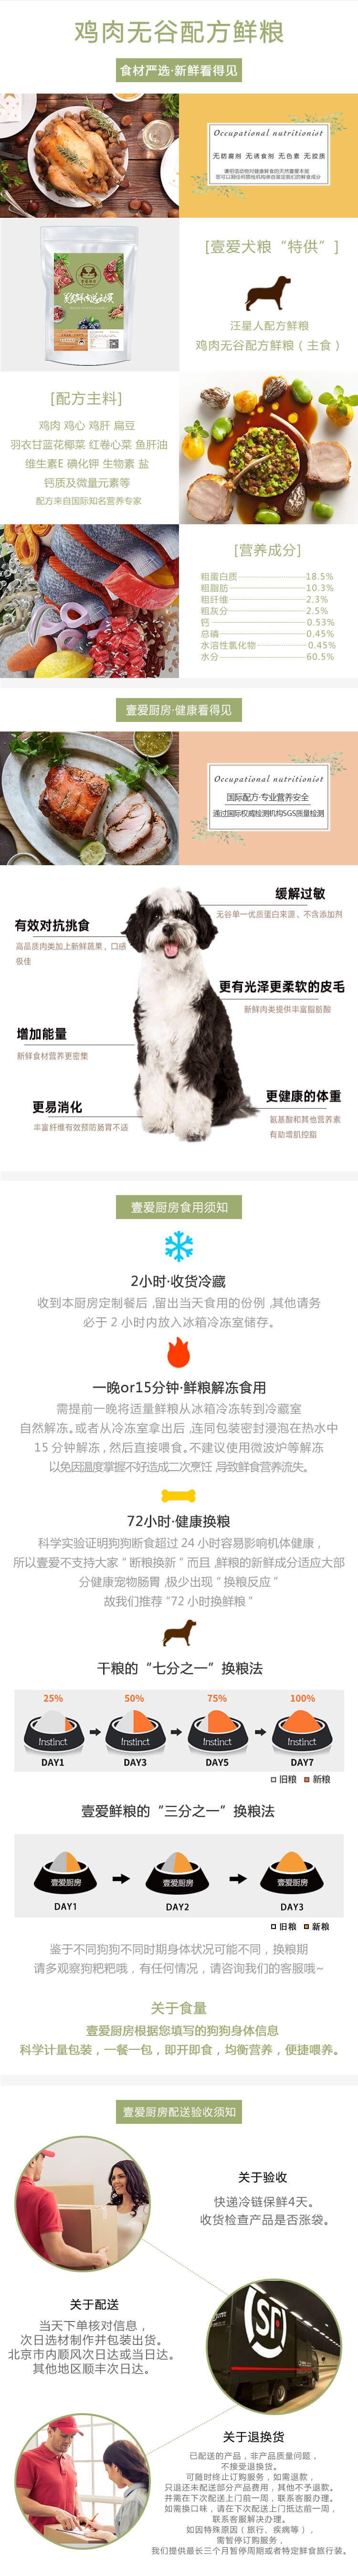 鸡肉无谷配方鲜粮
食材严选·新鲜看得见
Occupational nutritionist
无防腐剂 无诱食剂 无色素 无胶质
[壹爱犬粮“特供”]
汪星人配方鲜粮
鸡肉无谷配方鲜粮（主食）
[配方主料]
鸡肉 鸡心 鸡肝 扁豆
羽衣甘蓝花椰菜 红卷心菜 鱼肝油
维生素E 碘化钾 生物素 盐
钙质及微量元素等
配方来自国际知名营养专家
[营养成分]
粗蛋白质 18.5%
粗脂肪 10.3%
粗纤维 2.3%
粗灰分 2.5%
钙 0.53%
总磷 0.45%
水溶性氯化物 0.45%
水分 60.5%
壹爱厨房·健康看得见
Occupational nutritionist
国际配方·专业营养安全
通过国际权威检测机构SGS质量检测
缓解过敏
无谷单一优质蛋白来源，不含添加剂
有效对抗挑食
高品质肉类加上新鲜蔬果，口感
极佳
更有光泽更柔软的皮毛
新鲜肉类提供丰富脂肪酸
增加能量
新鲜食材营养更密集
更健康的体重
氨基酸和其他营养素
有助增肌控脂
更易消化
丰富纤维有效预防肠胃不适
壹爱厨房食用须知
2小时·收货冷藏
收到本厨房定制餐后,留出当天食用的份例,其他请务
必于 2 小时内放入冰箱冷冻室储存。
一晚or15分钟·鲜粮解冻食用
需提前一晚将适量鲜粮从冰箱冷冻转到冷藏室
自然解冻。或者从冷冻室拿出后,连同包装密封浸泡在热水中
15 分钟解冻,然后直接喂食。不建议使用微波炉等解冻
以免因温度掌握不好造成二次烹饪,导致鲜食营养流失。
72小时·健康换粮
科学实验证明狗狗断食超过 24 小时容易影响机体健康，
所以壹爱不支持大家“断粮换新”而且,鲜粮的新鲜成分适应大部
分健康宠物肠胃,极少出现“换粮反应”
故我们推荐“72 小时换鲜粮”
干粮的“七分之一”换粮法
25% 50% 75% 100%
Instinct Instinct Instinct Instinct
DAY1 DAY3 DAY5 DAY7
旧粮 新粮
壹爱鲜粮的“三分之一”换粮法
壹爱厨房 壹爱厨房 壹爱厨房
DAY1 DAY2 DAY3
旧粮 新粮
鉴于不同狗狗不同时期身体状况可能不同，换粮期
请多观察狗粑粑哦，有任何情况，请咨询我们的客服哦~
关于食量
壹爱厨房根据您填写的狗狗身体信息
科学计量包装，一餐一包，即开即食，均衡营养，便捷喂养。
壹爱厨房配送验收须知
关于验收
快递冷链保鲜4天。
收货检查产品是否涨袋。
关于配送
当天下单核对信息，
次日选材制作并包装出货。
北京市内顺风次日达或当日达。
其他地区顺丰次日达。
SF
关于退换货
已配送的产品，非产品质量问题，
不接受退换货。
可随时终止订购服务，如需退款，
只退还未配送部分产品费用，其他不予退款。
并需在下次配送上门前一周，联系客服办理。
如需换口味，请在下次配送上门抵达前一周，
联系客服解决办理。
如因特殊原因（旅行、疾病等），
需暂停订购服务，
我们提供最长三个月暂停周期或者特定鲜食旅行装。